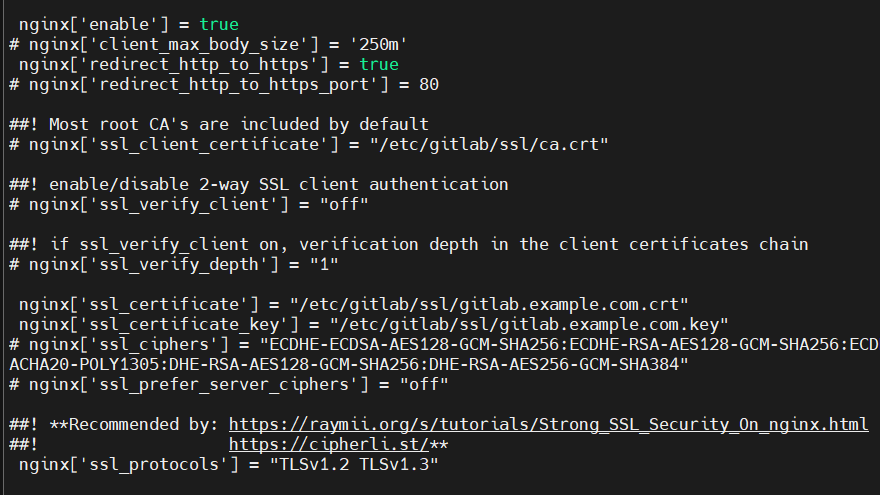 nginx['enable'] = true
# nginx['client_max_body_size'] = '250m'
nginx['redirect_http_to_https'] = true
# nginx['redirect_http_to_https_port'] = 80
##! Most root CA's are included by default
# nginx['ssl_client_certificate'] = "/etc/gitlab/ssl/ca.crt"
##! enable/disable 2-way SSL client authentication
# nginx['ssl_verify_client'] = "off"
##! if ssl_verify_client on, verification depth in the client certificates chain
# nginx['ssl_verify_depth'] = "1"
nginx['ssl_certificate'] = "/etc/gitlab/ssl/gitlab.example.com.crt"
nginx['ssl_certificate_key'] = "/etc/gitlab/ssl/gitlab.example.com.key"
# nginx['ssl_ciphers'] = "ECDHE-ECDSA-AES128-GCM-SHA256:ECDHE-RSA-AES128-GCM-SHA256:ECD
ACHA20-POLY1305:DHE-RSA-AES128-GCM-SHA256:DHE-RSA-AES256-GCM-SHA384"
# nginx['ssl_prefer_server_ciphers'] = "off"
##! **Recommended by: https://raymii.org/s/tutorials/Strong_SSL_Security_On_nginx.html
##!                   https://cipherli.st/**
nginx['ssl_protocols'] = "TLSv1.2 TLSv1.3"